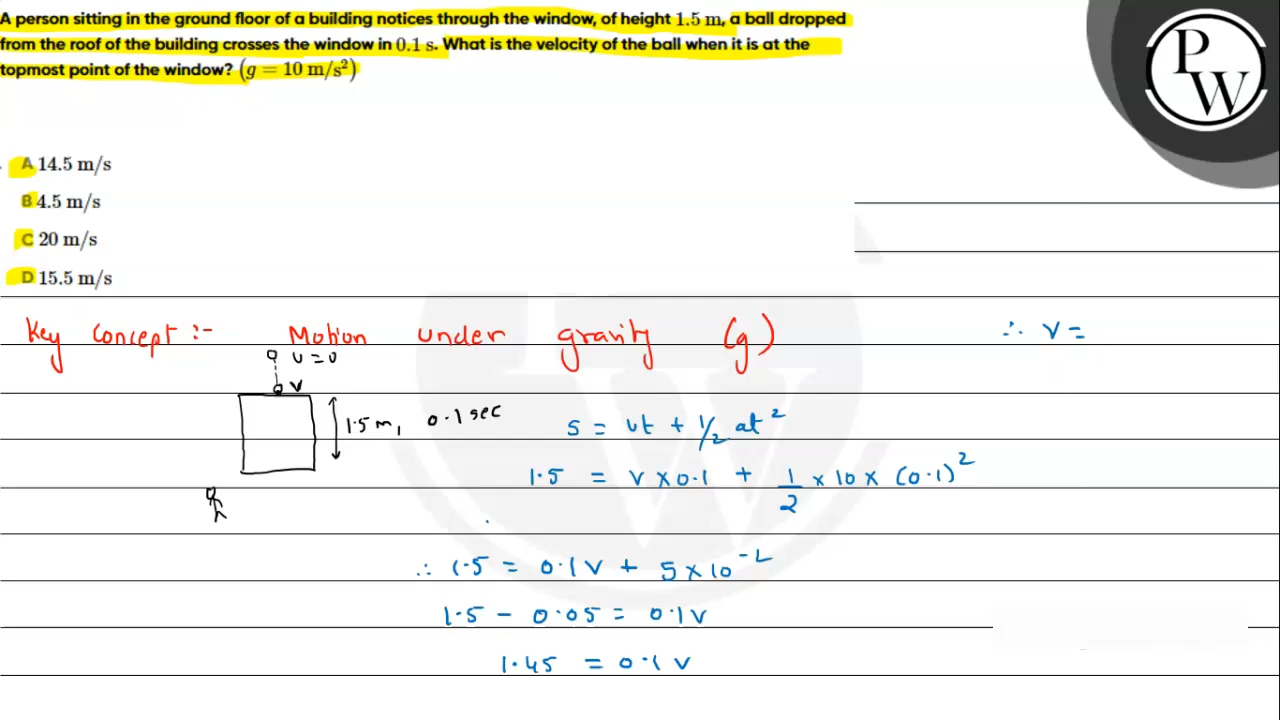 A person sitting in the ground floor of a building notices through the window, of height 1.5 m, a ball dropped
from the roof of the building crosses the window in 0.1 s. What is the velocity of the ball when it is at the
topmost point of the window? (g = 10 m/s²)
P
W
A 14.5 m/s
B 4.5 m/s
C 20 m/s
D 15.5 m/s
Key concept :- Motion under gravity (g)
∴ v =
u = 0
v
1.5 m, 0.1 sec
s = ut + 1/2 at²
1.5 = v × 0.1 + 1/2 × 10 × (0.1)²
∴ 1.5 = 0.1v + 5 × 10⁻²
1.5 - 0.05 = 0.1v
1.45 = 0.1v